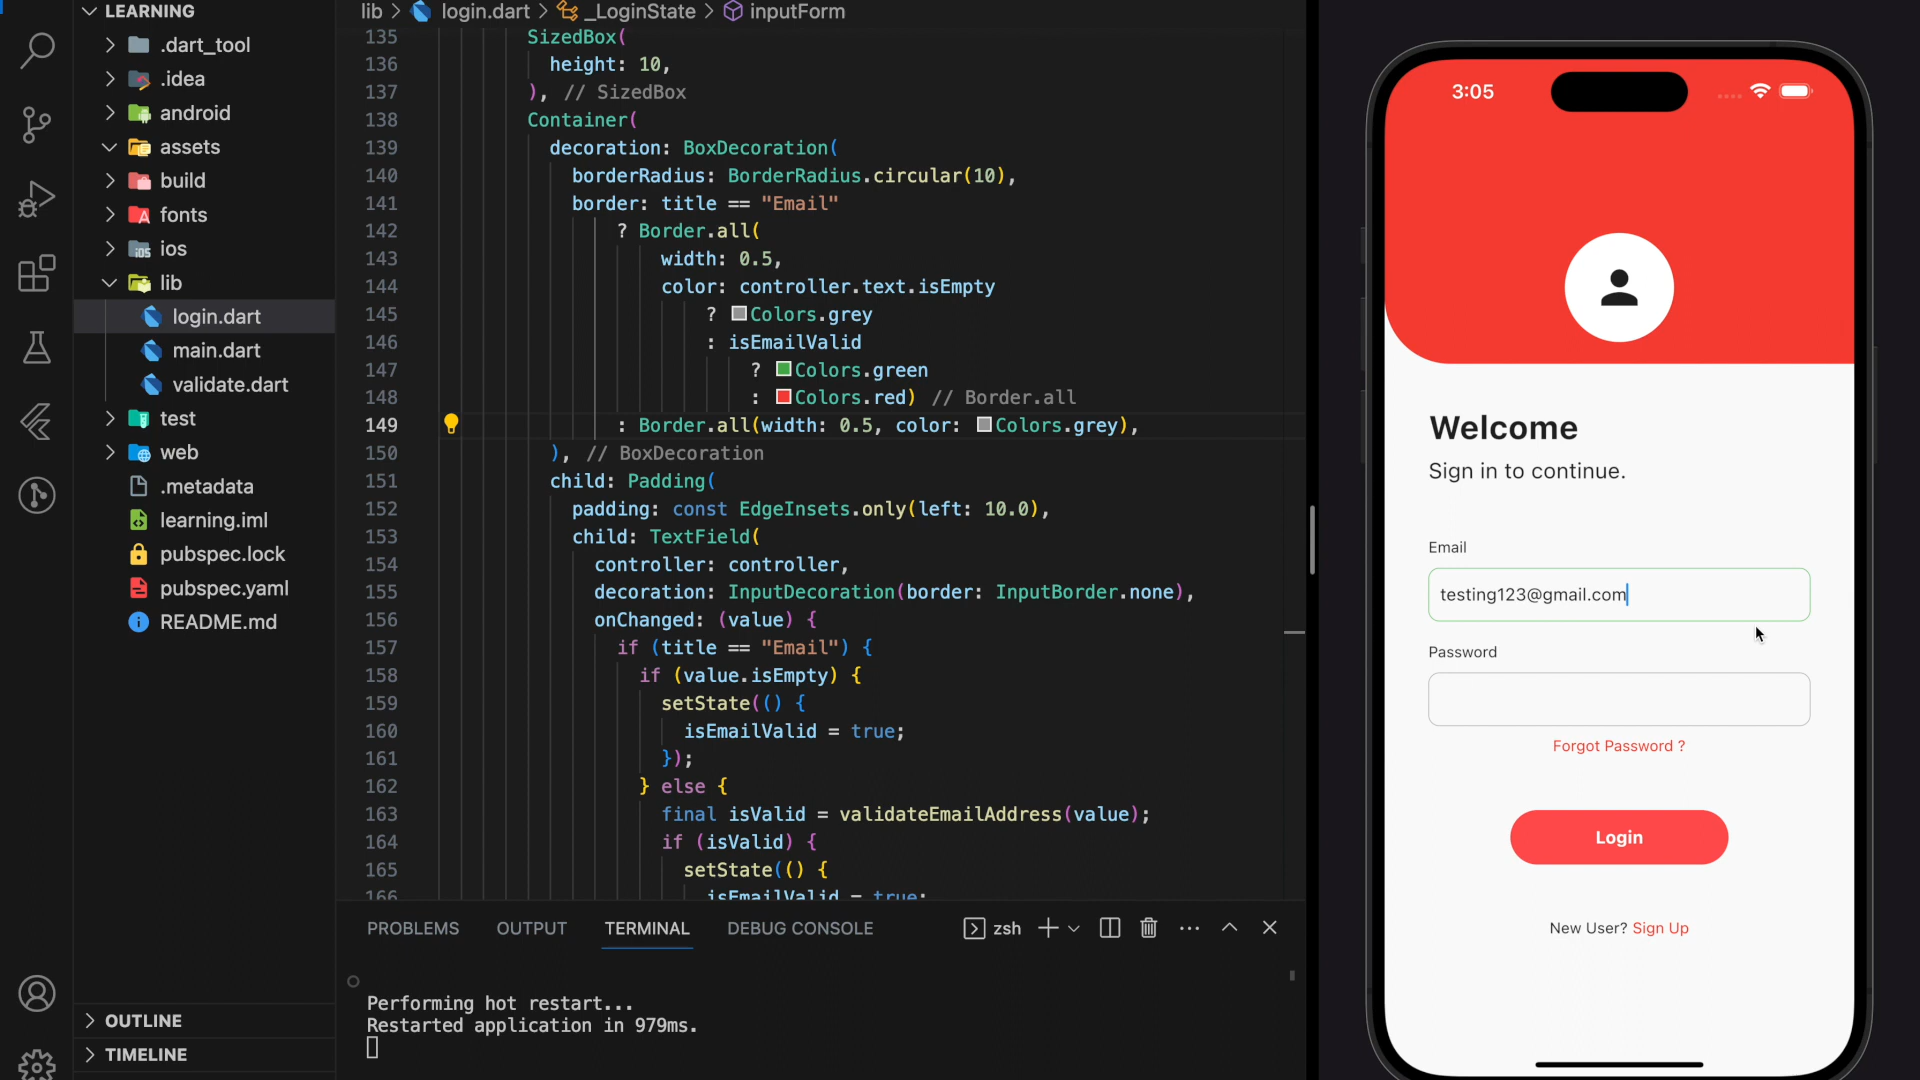 LEARNING
.dart_tool
.idea
android
assets
build
fonts
ios
lib
login.dart
main.dart
validate.dart
test
web
.metadata
learning.iml
pubspec.lock
pubspec.yaml
README.md
OUTLINE
TIMELINE
lib > login.dart > _LoginState > inputForm
135 SizedBox(
136 height: 10,
137 ), // SizedBox
138 Container(
139 decoration: BoxDecoration(
140 borderRadius: BorderRadius.circular(10),
141 border: title == "Email"
142 ? Border.all(
143 width: 0.5,
144 color: controller.text.isEmpty
145 ? Colors.grey
146 : isEmailValid
147 ? Colors.green
148 : Colors.red) // Border.all
149 : Border.all(width: 0.5, color: Colors.grey),
150 ), // BoxDecoration
151 child: Padding(
152 padding: const EdgeInsets.only(left: 10.0),
153 child: TextField(
154 controller: controller,
155 decoration: InputDecoration(border: InputBorder.none),
156 onChanged: (value) {
157 if (title == "Email") {
158 if (value.isEmpty) {
159 setState(() {
160 isEmailValid = true;
161 });
162 } else {
163 final isValid = validateEmailAddress(value);
164 if (isValid) {
165 setState(() {
166 isEmailValid = true;
PROBLEMS OUTPUT TERMINAL DEBUG CONSOLE zsh
Performing hot restart...
Restarted application in 979ms.
3:05
Welcome
Sign in to continue.
Email
testing123@gmail.com
Password
Forgot Password ?
Login
New User? Sign Up